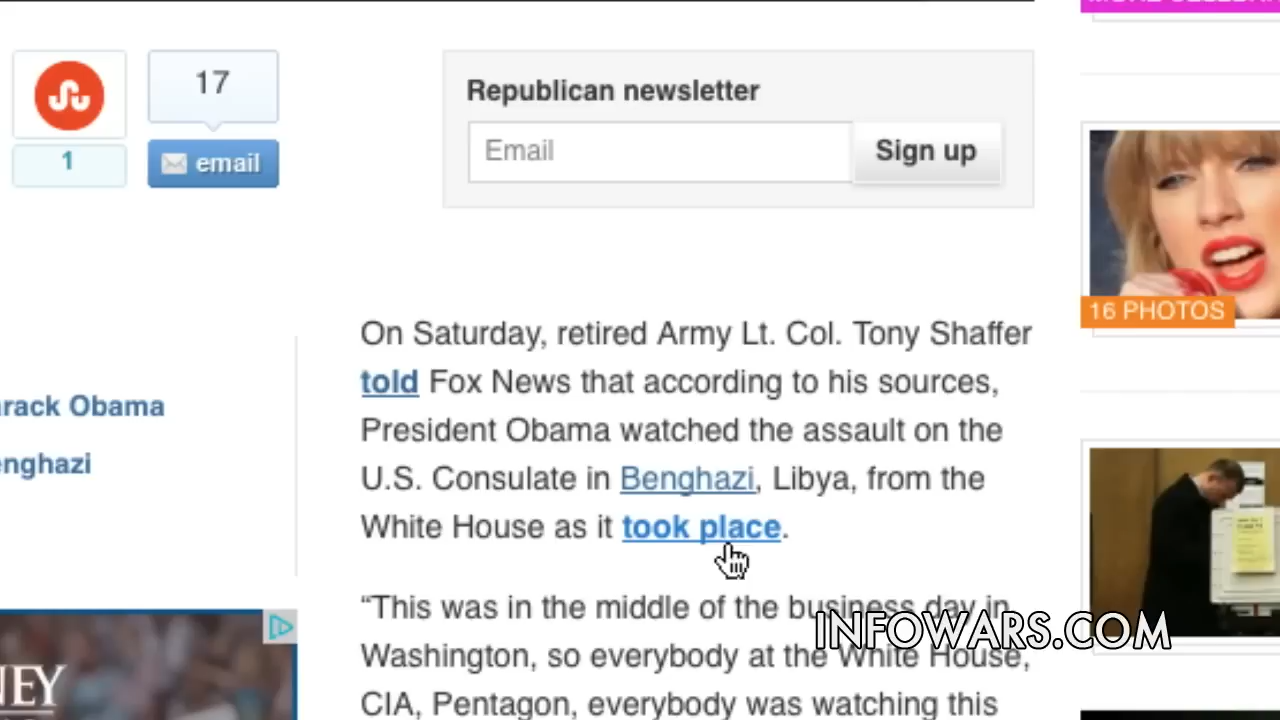 17
Republican newsletter
1
email
Email
Sign up
16 PHOTOS
On Saturday, retired Army Lt. Col. Tony Shaffer
told Fox News that according to his sources,
President Obama watched the assault on the
U.S. Consulate in Benghazi, Libya, from the
White House as it took place.
arack Obama
enghazi
“This was in the middle of the business day in
Washington, so everybody at the White House,
CIA, Pentagon, everybody was watching this
INFOWARS.COM
NEY